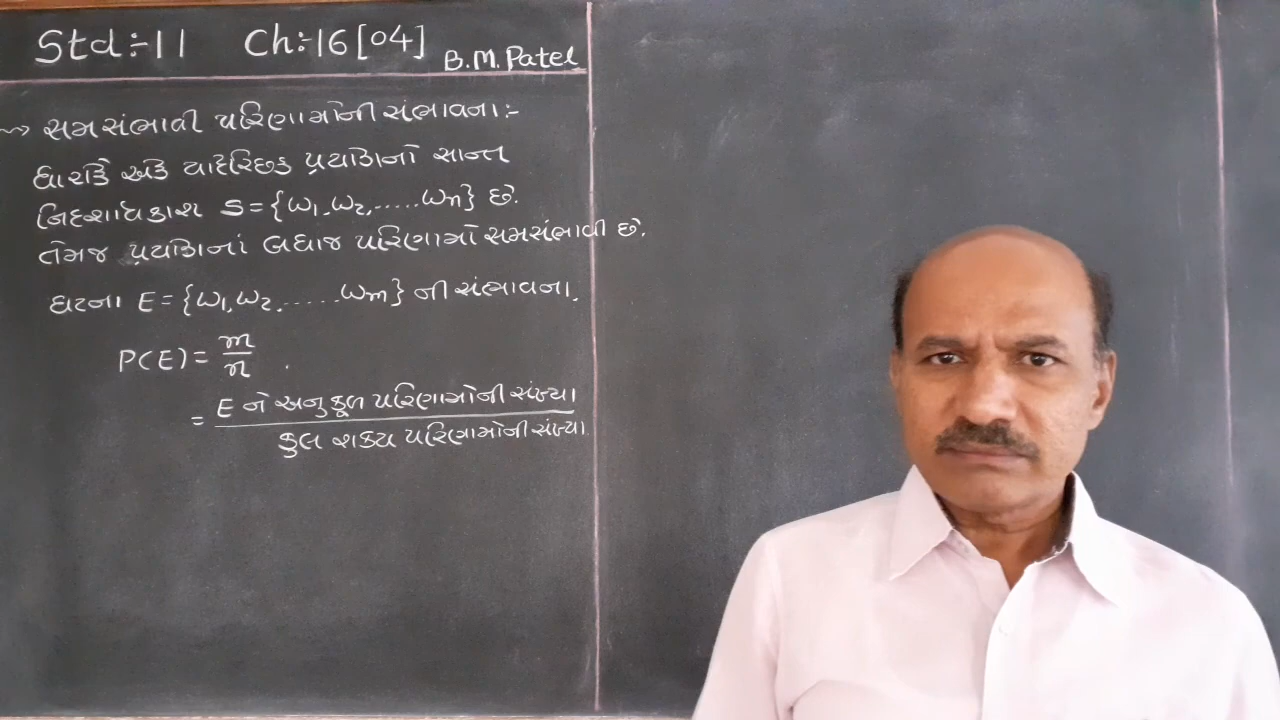 Std:-11 Ch:-16[04] B.M.Patel
→ સમસંભાવી પરિણામોની સંભાવના:-
ધારોકે એક યાદચ્છિક પ્રયોગનો સાન્ત
નિદર્શાવકાશ S={ω1,ω2,.....ωn} છે.
તેમજ પ્રયોગનાં બધાજ પરિણામો સમસંભાવી છે.
ઘટના E={ω1,ω2,.....ωm} ની સંભાવના.
P(E)= m/n .
= E ને અનુકૂળ પરિણામોની સંખ્યા
કુલ શક્ય પરિણામોની સંખ્યા